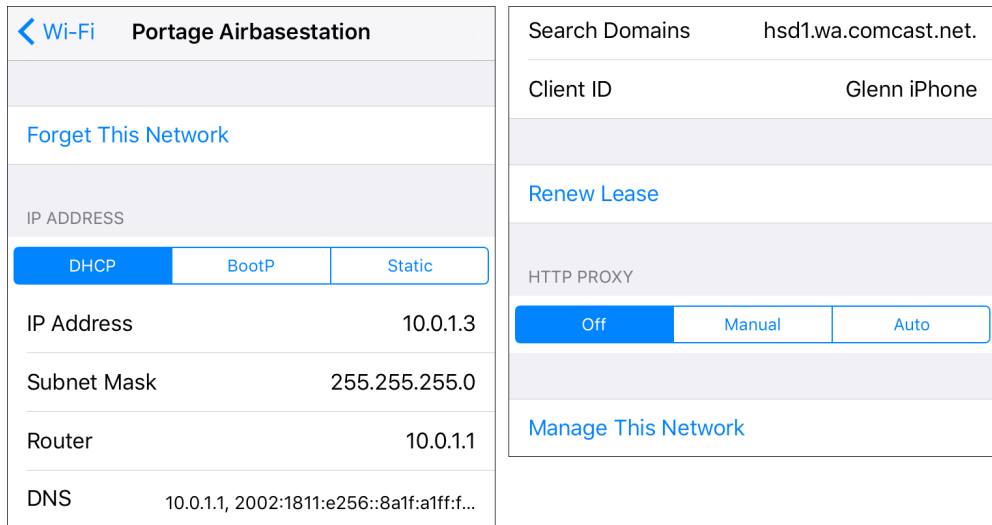 Wi-Fi Portage Airbasestation
Forget This Network
IP ADDRESS
DHCP BootP Static
IP Address 10.0.1.3
Subnet Mask 255.255.255.0
Router 10.0.1.1
DNS 10.0.1.1, 2002:1811:e256::8a1f:a1ff:f...
Search Domains hsd1.wa.comcast.net.
Client ID Glenn iPhone
Renew Lease
HTTP PROXY
Off Manual Auto
Manage This Network